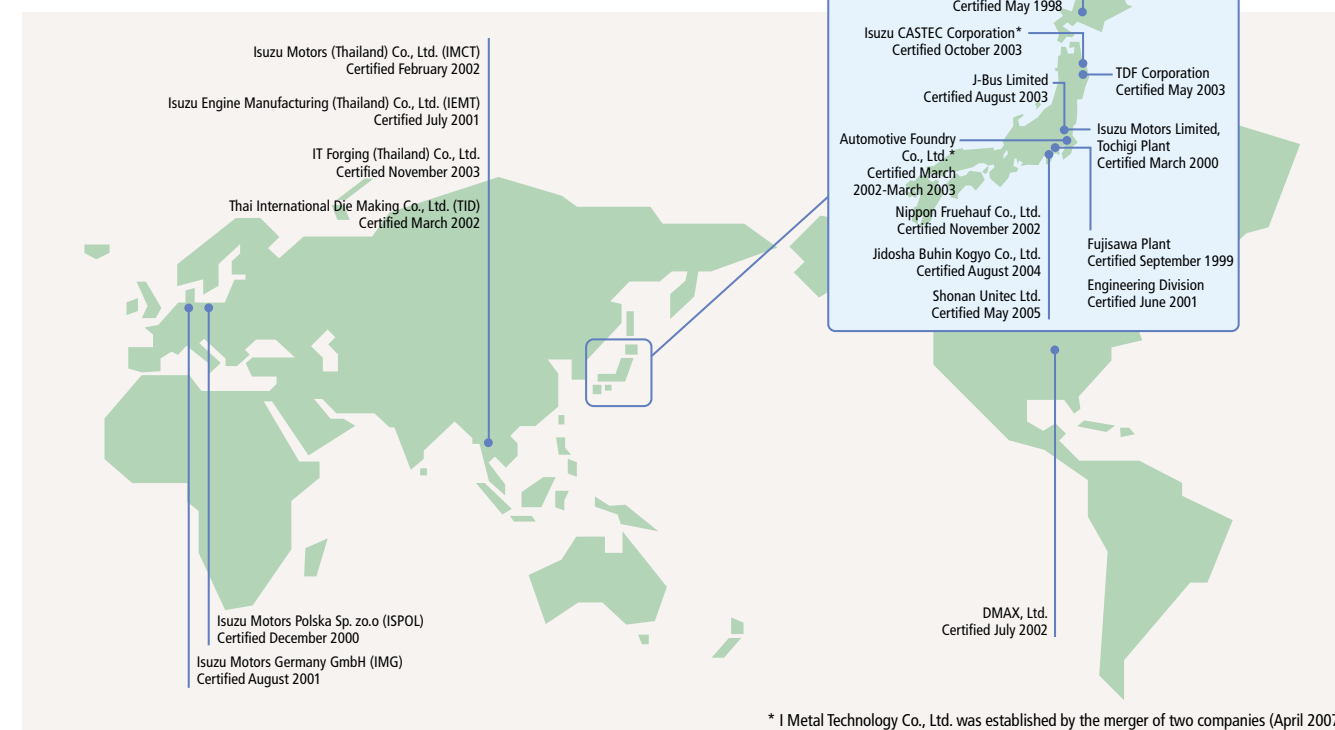 Certified May 1998
Isuzu CASTEC Corporation*
Certified October 2003
TDF Corporation
Certified May 2003
J-Bus Limited
Certified August 2003
Isuzu Motors Limited,
Tochigi Plant
Certified March 2000
Automotive Foundry
Co., Ltd.*
Certified March
2002-March 2003
Nippon Fruehauf Co., Ltd.
Certified November 2002
Jidosha Buhin Kogyo Co., Ltd.
Certified August 2004
Shonan Unitec Ltd.
Certified May 2005
Fujisawa Plant
Certified September 1999
Engineering Division
Certified June 2001
Isuzu Motors (Thailand) Co., Ltd. (IMCT)
Certified February 2002
Isuzu Engine Manufacturing (Thailand) Co., Ltd. (IEMT)
Certified July 2001
IT Forging (Thailand) Co., Ltd.
Certified November 2003
Thai International Die Making Co., Ltd. (TID)
Certified March 2002
Isuzu Motors Polska Sp. zo.o (ISPOL)
Certified December 2000
Isuzu Motors Germany GmbH (IMG)
Certified August 2001
DMAX, Ltd.
Certified July 2002
* I Metal Technology Co., Ltd. was established by the merger of two companies (April 2007